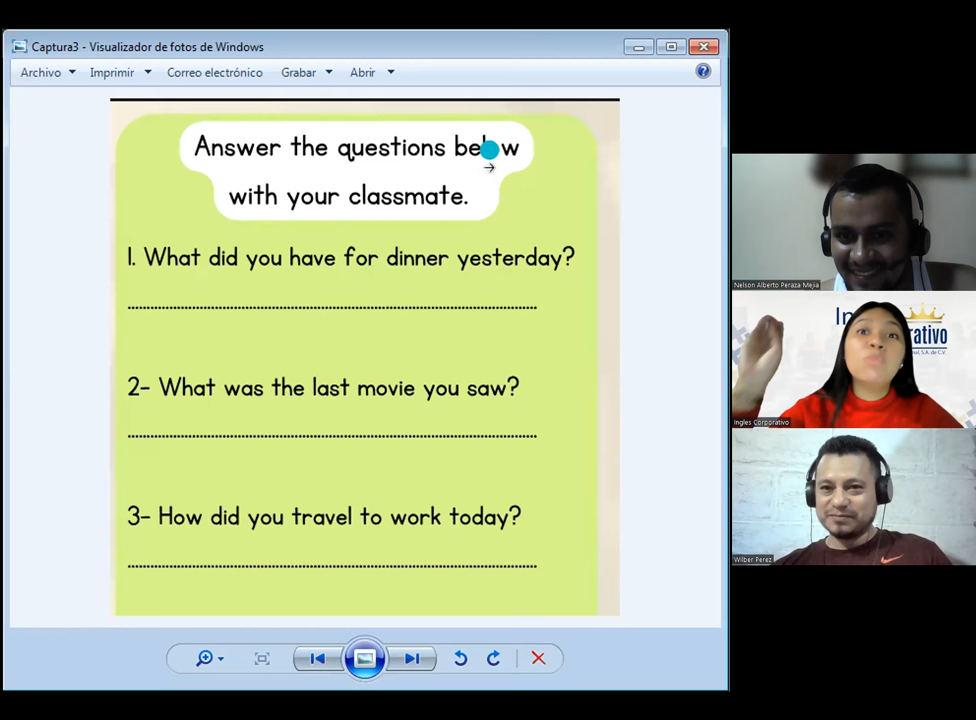 Captura3 - Visualizador de fotos de Windows
Archivo Imprimir Correo electrónico Grabar Abrir
Answer the questions below
with your classmate.
1. What did you have for dinner yesterday?
2- What was the last movie you saw?
3- How did you travel to work today?
Nelson Alberto Peraza Mejia
Ingles Corporativo
Wilber Perez